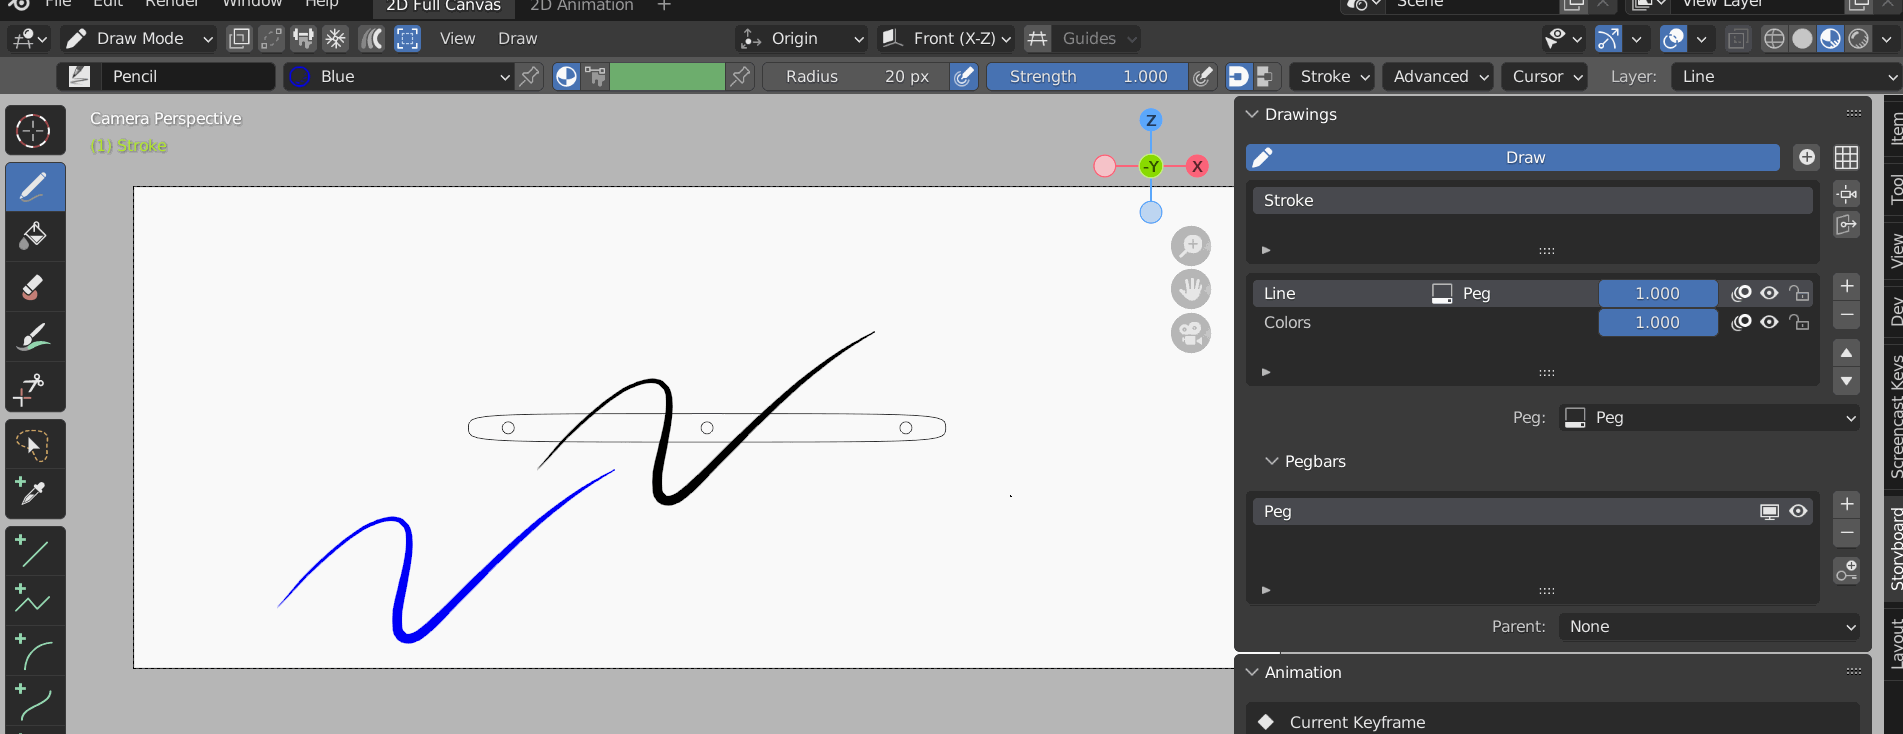 File Edit Render Window Help 2D Full Canvas 2D Animation + Scene View Layer
Draw Mode View Draw Origin Front (X-Z) Guides
Pencil Blue Radius 20 px Strength 1.000 Stroke Advanced Cursor Layer: Line
Camera Perspective
(1) Stroke
Z
-Y
X
Drawings
Draw
Stroke
Line Peg 1.000
Colors 1.000
Peg: Peg
Pegbars
Peg
Parent: None
Animation
Current Keyframe
Item
Tool
View
Dev
Screencast Keys
Storyboard
Layout